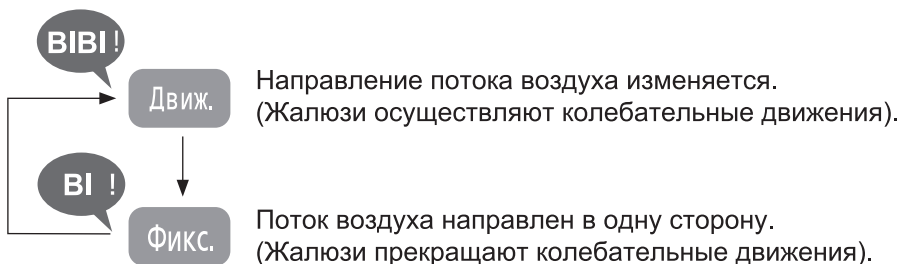 BIBI !
Движ.
Направление потока воздуха изменяется.
(Жалюзи осуществляют колебательные движения).
BI !
Фикс.
Поток воздуха направлен в одну сторону.
(Жалюзи прекращают колебательные движения).